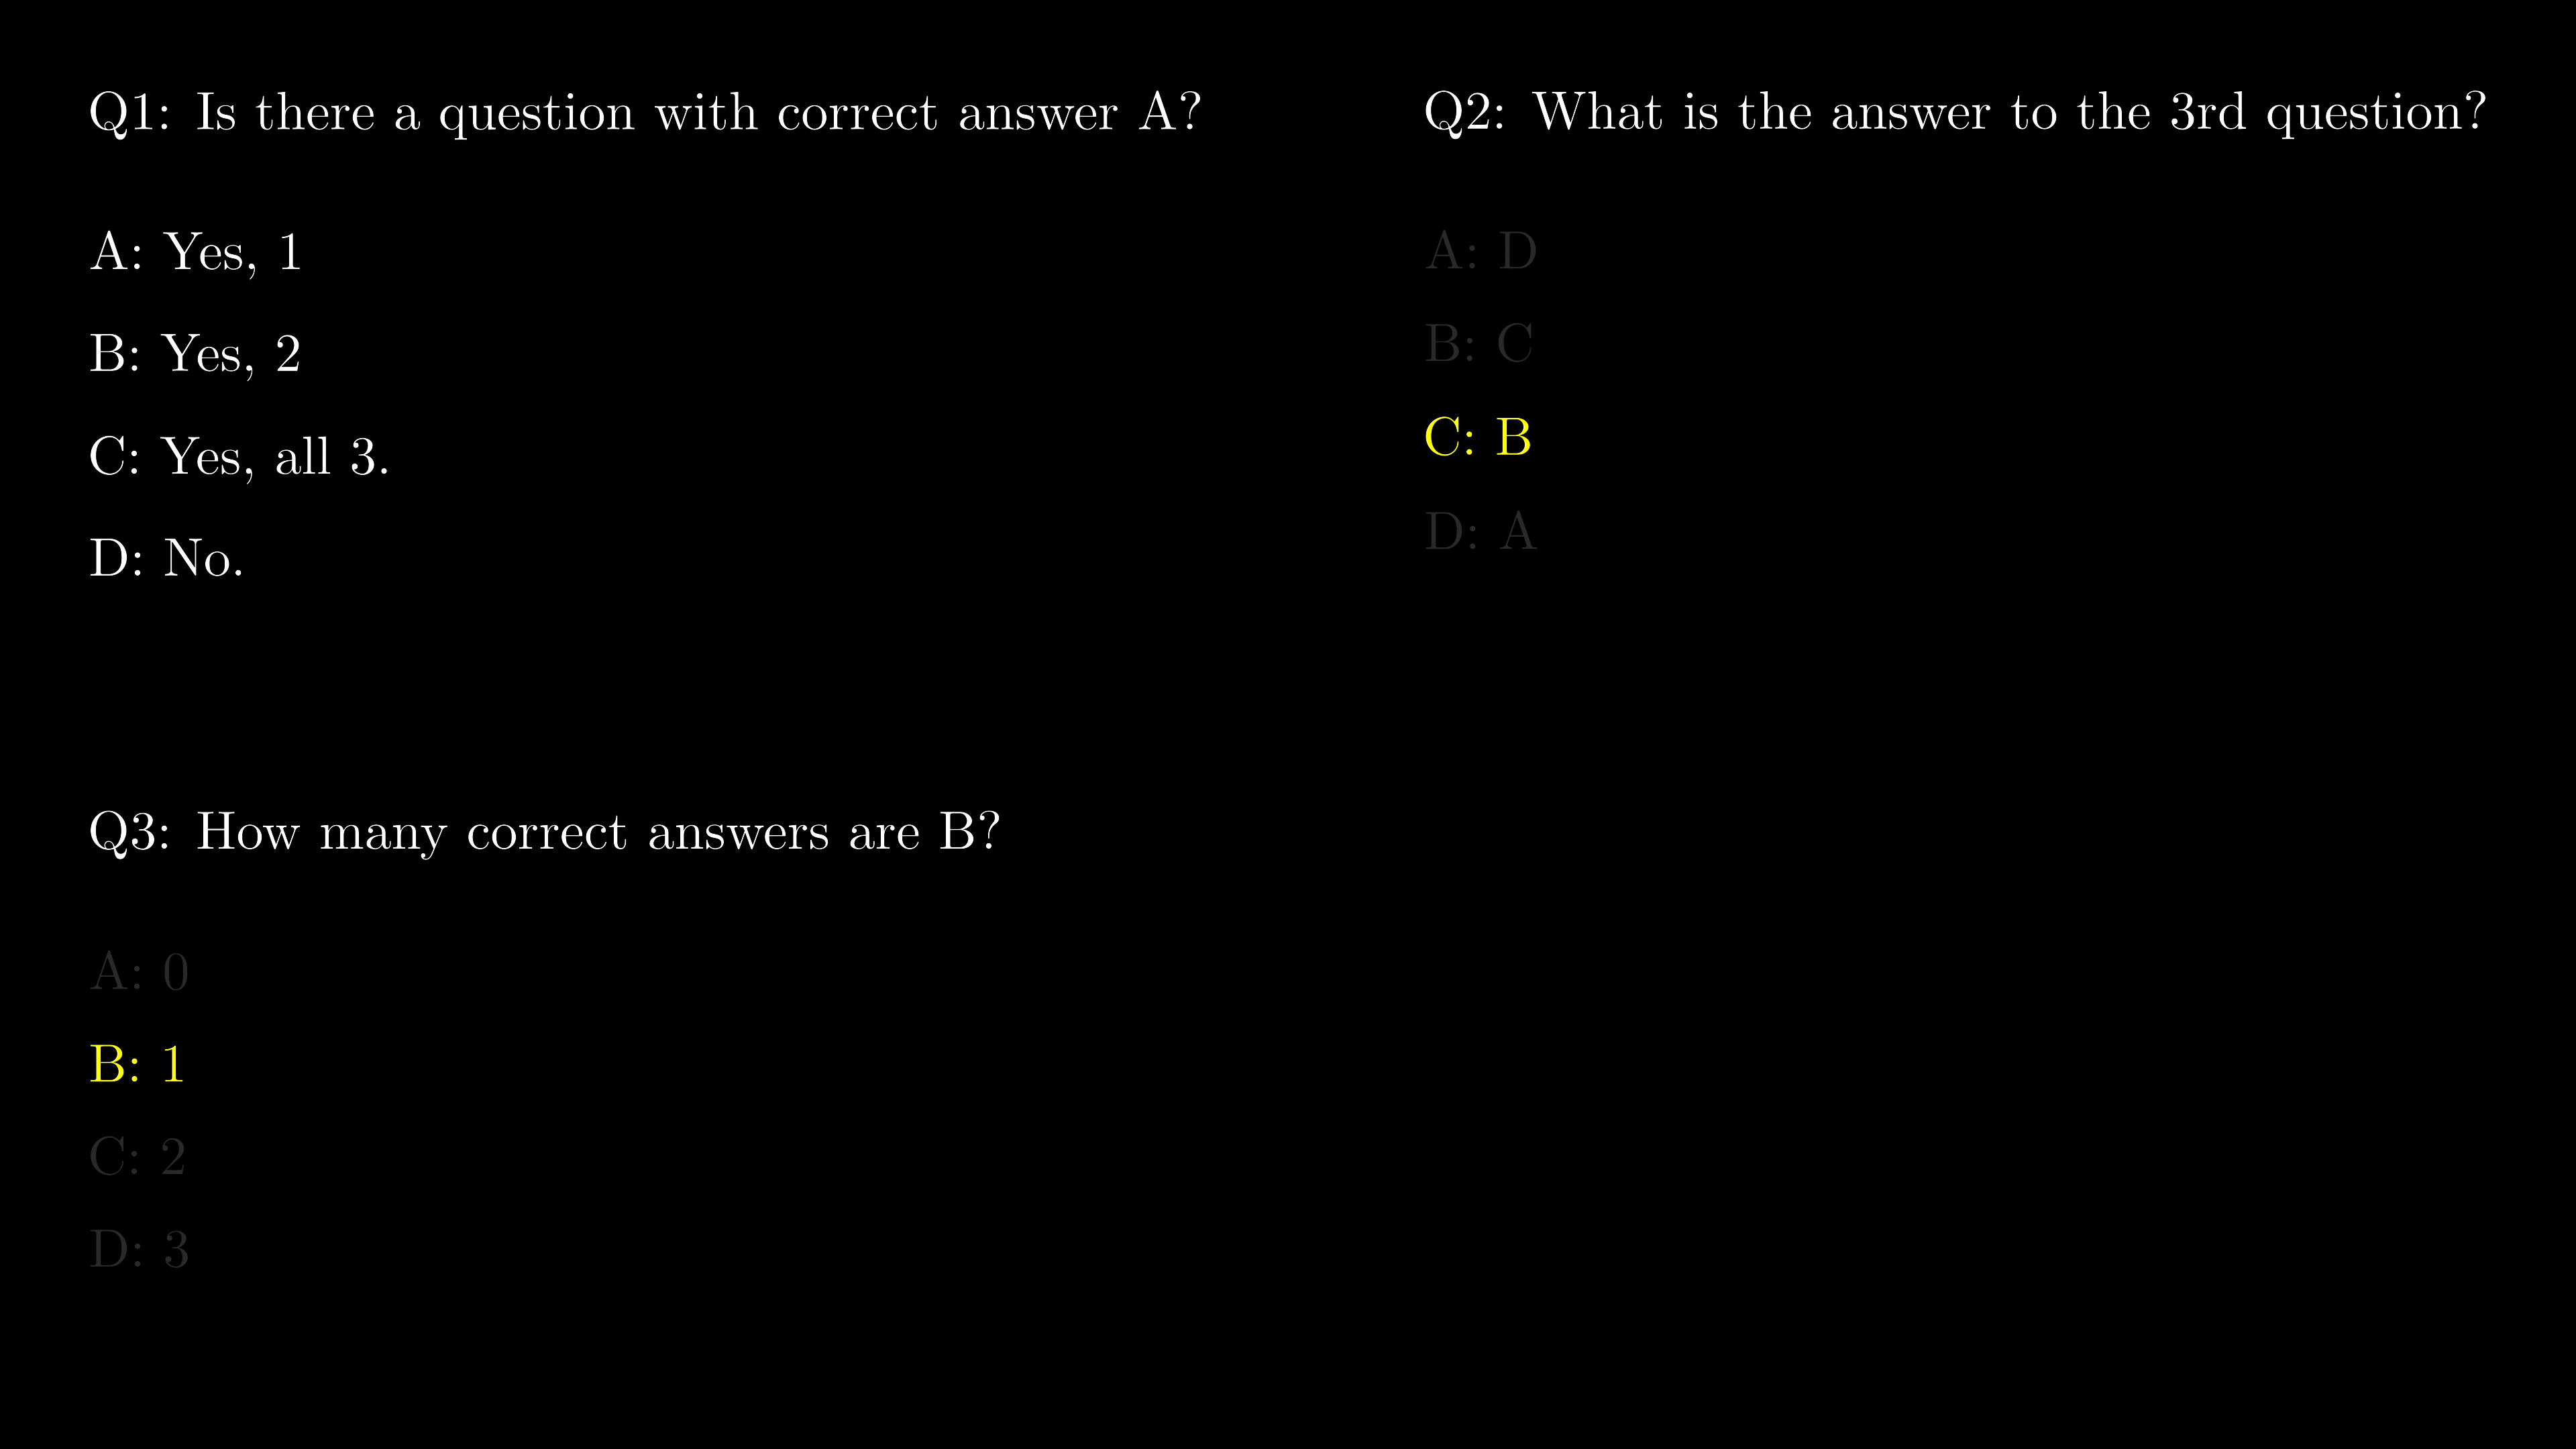 Q1: Is there a question with correct answer A?
A: Yes, 1
B: Yes, 2
C: Yes, all 3.
D: No.
Q2: What is the answer to the 3rd question?
A: D
B: C
C: B
D: A
Q3: How many correct answers are B?
A: 0
B: 1
C: 2
D: 3